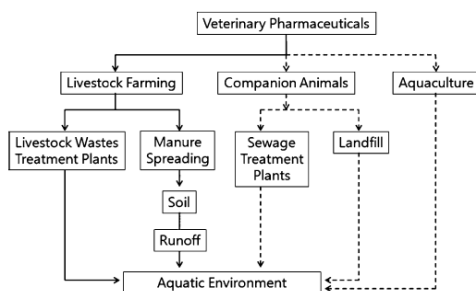 Veterinary Pharmaceuticals
Livestock Farming
Companion Animals
Aquaculture
Livestock Wastes
Treatment Plants
Manure
Spreading
Sewage
Treatment
Plants
Landfill
Soil
Runoff
Aquatic Environment